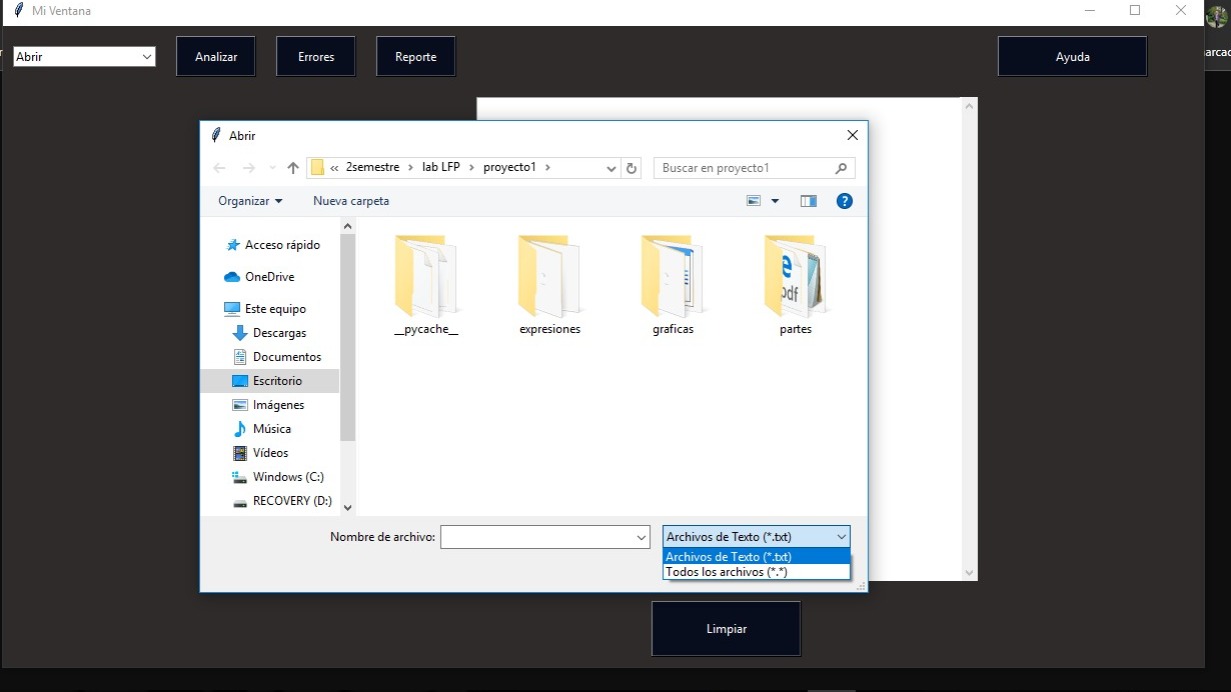 Mi Ventana
Abrir
Analizar
Errores
Reporte
Ayuda
Abrir
« 2semestre > lab LFP > proyecto1 >
Buscar en proyecto1
Organizar
Nueva carpeta
Acceso rápido
OneDrive
Este equipo
Descargas
Documentos
Escritorio
Imágenes
Música
Vídeos
Windows (C:)
RECOVERY (D:)
__pycache__
expresiones
graficas
partes
Nombre de archivo:
Archivos de Texto (*.txt)
Archivos de Texto (*.txt)
Todos los archivos (*.*)
Limpiar